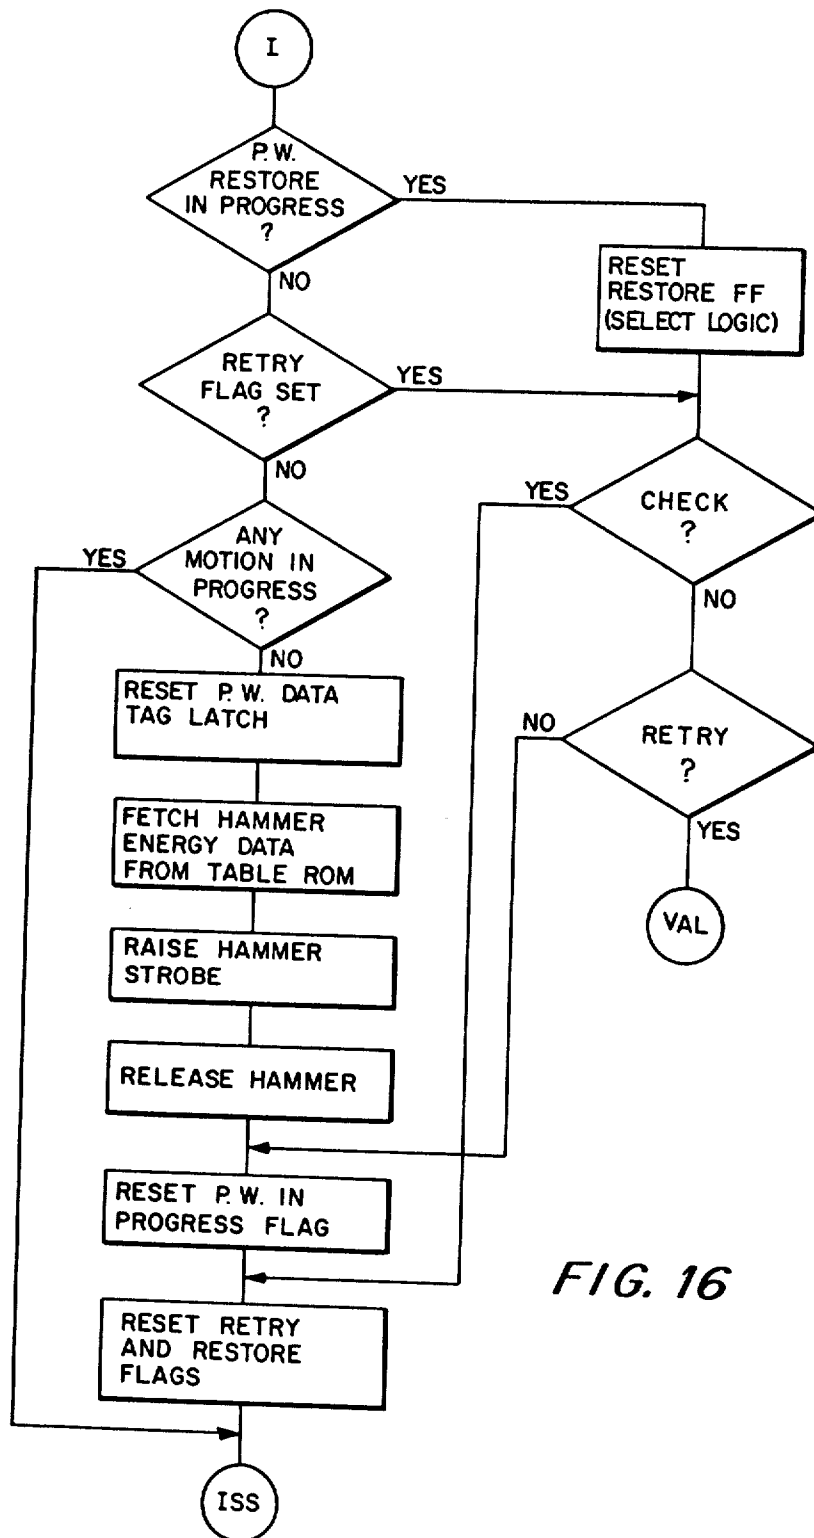 I
P.W.
RESTORE
IN PROGRESS
?
YES
NO
RESET
RESTORE FF
(SELECT LOGIC)
RETRY
FLAG SET
?
YES
NO
YES
CHECK
?
NO
ANY
MOTION IN
PROGRESS
?
YES
NO
RESET P.W. DATA
TAG LATCH
NO
RETRY
?
YES
VAL
FETCH HAMMER
ENERGY DATA
FROM TABLE ROM
RAISE HAMMER
STROBE
RELEASE HAMMER
RESET P.W. IN
PROGRESS FLAG
RESET RETRY
AND RESTORE
FLAGS
ISS
FIG. 16